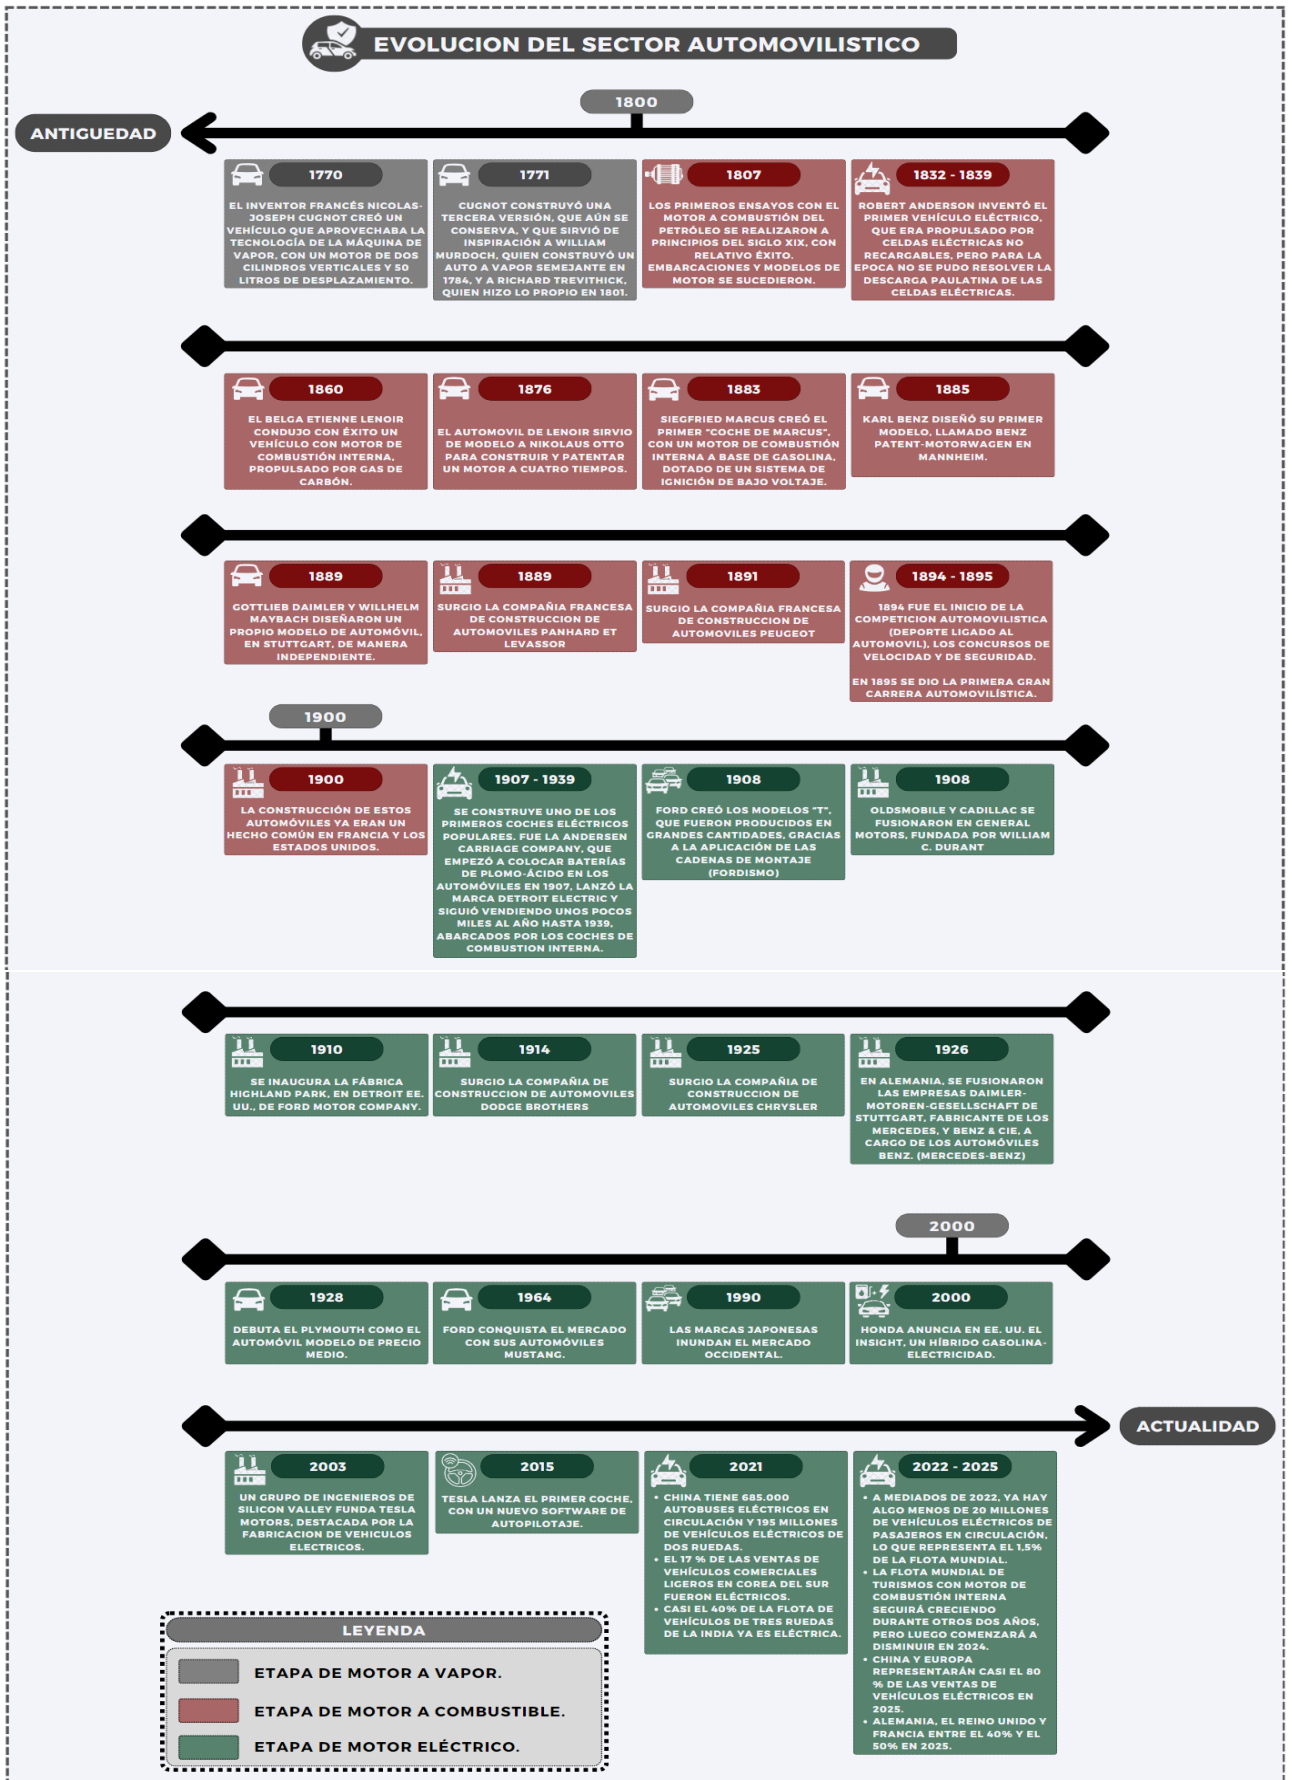 EVOLUCION DEL SECTOR AUTOMOVILISTICO
1800
ANTIGUEDAD
1770
EL INVENTOR FRANCÉS NICOLAS-
JOSEPH CUGNOT CREÓ UN
VEHÍCULO QUE APROVECHABA LA
TECNOLOGÍA DE LA MÁQUINA DE
VAPOR, CON UN MOTOR DE DOS
CILINDROS VERTICALES Y 50
LITROS DE DESPLAZAMIENTO.
1771
CUGNOT CONSTRUYÓ UNA
TERCERA VERSIÓN, QUE AÚN SE
CONSERVA, Y QUE SIRVIÓ DE
INSPIRACIÓN A WILLIAM
MURDOCH, QUIEN CONSTRUYÓ UN
AUTO A VAPOR SEMEJANTE EN
1784, Y A RICHARD TREVITHICK,
QUIEN HIZO LO PROPIO EN 1801.
1807
LOS PRIMEROS ENSAYOS CON EL
MOTOR A COMBUSTIÓN DEL
PETRÓLEO SE REALIZARON A
PRINCIPIOS DEL SIGLO XIX, CON
RELATIVO ÉXITO.
EMBARCACIONES Y MODELOS DE
MOTOR SE SUCEDIERON.
1832 - 1839
ROBERT ANDERSON INVENTÓ EL
PRIMER VEHÍCULO ELÉCTRICO,
QUE ERA PROPULSADO POR
CELDAS ELÉCTRICAS NO
RECARGABLES, PERO PARA LA
EPOCA NO SE PUDO RESOLVER LA
DESCARGA PAULATINA DE LAS
CELDAS ELÉCTRICAS.
1860
EL BELGA ETIENNE LENOIR
CONDUJO CON ÉXITO UN
VEHÍCULO CON MOTOR DE
COMBUSTIÓN INTERNA,
PROPULSADO POR GAS DE
CARBÓN.
1876
EL AUTOMOVIL DE LENOIR SIRVIO
DE MODELO A NIKOLAUS OTTO
PARA CONSTRUIR Y PATENTAR
UN MOTOR A CUATRO TIEMPOS.
1883
SIEGFRIED MARCUS CREÓ EL
PRIMER "COCHE DE MARCUS",
CON UN MOTOR DE COMBUSTIÓN
INTERNA A BASE DE GASOLINA,
DOTADO DE UN SISTEMA DE
IGNICIÓN DE BAJO VOLTAJE.
1885
KARL BENZ DISEÑÓ SU PRIMER
MODELO, LLAMADO BENZ
PATENT-MOTORWAGEN EN
MANNHEIM.
1889
GOTTLIEB DAIMLER Y WILLHELM
MAYBACH DISEÑARON UN
PROPIO MODELO DE AUTOMÓVIL,
EN STUTTGART, DE MANERA
INDEPENDIENTE.
1889
SURGIO LA COMPAÑIA FRANCESA
DE CONSTRUCCION DE
AUTOMOVILES PANHARD ET
LEVASSOR
1891
SURGIO LA COMPAÑIA FRANCESA
DE CONSTRUCCION DE
AUTOMOVILES PEUGEOT
1894 - 1895
1894 FUE EL INICIO DE LA
COMPETICION AUTOMOVILISTICA
(DEPORTE LIGADO AL
AUTOMOVIL), LOS CONCURSOS DE
VELOCIDAD Y DE SEGURIDAD.
EN 1895 SE DIO LA PRIMERA GRAN
CARRERA AUTOMOVILÍSTICA.
1900
1900
LA CONSTRUCCIÓN DE ESTOS
AUTOMÓVILES YA ERAN UN
HECHO COMÚN EN FRANCIA Y LOS
ESTADOS UNIDOS.
1907 - 1939
SE CONSTRUYE UNO DE LOS
PRIMEROS COCHES ELÉCTRICOS
POPULARES. FUE LA ANDERSEN
CARRIAGE COMPANY, QUE
EMPEZÓ A COLOCAR BATERÍAS
DE PLOMO-ÁCIDO EN LOS
AUTOMÓVILES EN 1907, LANZÓ LA
MARCA DETROIT ELECTRIC Y
SIGUIÓ VENDIENDO UNOS POCOS
MILES AL AÑO HASTA 1939,
ABARCADOS POR LOS COCHES DE
COMBUSTION INTERNA.
1908
FORD CREÓ LOS MODELOS "T",
QUE FUERON PRODUCIDOS EN
GRANDES CANTIDADES, GRACIAS
A LA APLICACIÓN DE LAS
CADENAS DE MONTAJE
(FORDISMO)
1908
OLDSMOBILE Y CADILLAC SE
FUSIONARON EN GENERAL
MOTORS, FUNDADA POR WILLIAM
C. DURANT
1910
SE INAUGURA LA FÁBRICA
HIGHLAND PARK, EN DETROIT EE.
UU., DE FORD MOTOR COMPANY.
1914
SURGIO LA COMPAÑIA DE
CONSTRUCCION DE AUTOMOVILES
DODGE BROTHERS
1925
SURGIO LA COMPAÑIA DE
CONSTRUCCION DE
AUTOMOVILES CHRYSLER
1926
EN ALEMANIA, SE FUSIONARON
LAS EMPRESAS DAIMLER-
MOTOREN-GESELLSCHAFT DE
STUTTGART, FABRICANTE DE LOS
MERCEDES, Y BENZ & CIE, A
CARGO DE LOS AUTOMÓVILES
BENZ. (MERCEDES-BENZ)
2000
1928
DEBUTA EL PLYMOUTH COMO EL
AUTOMÓVIL MODELO DE PRECIO
MEDIO.
1964
FORD CONQUISTA EL MERCADO
CON SUS AUTOMÓVILES
MUSTANG.
1990
LAS MARCAS JAPONESAS
INUNDAN EL MERCADO
OCCIDENTAL.
2000
HONDA ANUNCIA EN EE. UU. EL
INSIGHT, UN HÍBRIDO GASOLINA-
ELECTRICIDAD.
ACTUALIDAD
2003
UN GRUPO DE INGENIEROS DE
SILICON VALLEY FUNDA TESLA
MOTORS, DESTACADA POR LA
FABRICACION DE VEHICULOS
ELECTRICOS.
2015
TESLA LANZA EL PRIMER COCHE,
CON UN NUEVO SOFTWARE DE
AUTOPILOTAJE.
2021
• CHINA TIENE 685.000
AUTOBUSES ELÉCTRICOS EN
CIRCULACIÓN Y 195 MILLONES
DE VEHÍCULOS ELÉCTRICOS DE
DOS RUEDAS.
• EL 17 % DE LAS VENTAS DE
VEHÍCULOS COMERCIALES
LIGEROS EN COREA DEL SUR
FUERON ELÉCTRICOS.
• CASI EL 40% DE LA FLOTA DE
VEHÍCULOS DE TRES RUEDAS
DE LA INDIA YA ES ELÉCTRICA.
2022 - 2025
• A MEDIADOS DE 2022, YA HAY
ALGO MENOS DE 20 MILLONES
DE VEHÍCULOS ELÉCTRICOS DE
PASAJEROS EN CIRCULACIÓN,
LO QUE REPRESENTA EL 1,5%
DE LA FLOTA MUNDIAL.
• LA FLOTA MUNDIAL DE
TURISMOS CON MOTOR DE
COMBUSTIÓN INTERNA
SEGUIRÁ CRECIENDO
DURANTE OTROS DOS AÑOS,
PERO LUEGO COMENZARÁ A
DISMINUIR EN 2024.
• CHINA Y EUROPA
REPRESENTARÁN CASI EL 80
% DE LAS VENTAS DE
VEHÍCULOS ELÉCTRICOS EN
2025.
• ALEMANIA, EL REINO UNIDO Y
FRANCIA ENTRE EL 40% Y EL
50% EN 2025.
LEYENDA
ETAPA DE MOTOR A VAPOR.
ETAPA DE MOTOR A COMBUSTIBLE.
ETAPA DE MOTOR ELÉCTRICO.